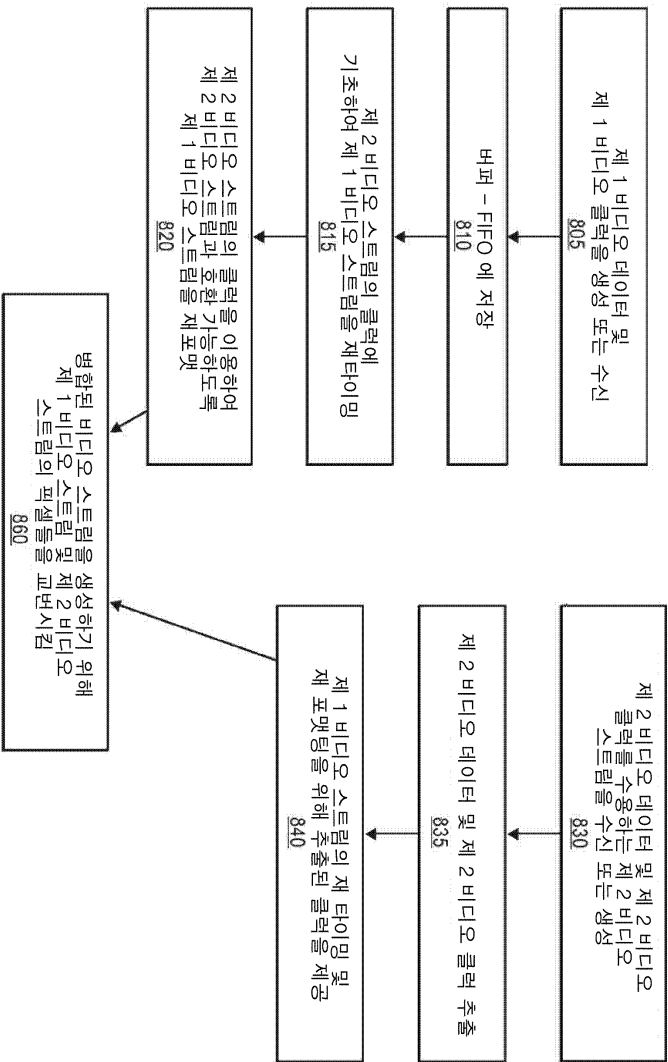 제 1 비디오 데이터 및
제 1 비디오 클럭을 생성 또는 수신
805
버퍼 – FIFO 에 저장
810
제 2 비디오 스트림의 클럭에
기초하여 제 1 비디오 스트림을 재타이밍
815
제 2 비디오 스트림의 클럭을 이용하여
제 2 비디오 스트림과 호환 가능하도록
제 1 비디오 스트림을 재포맷
820
제 2 비디오 데이터 및 제 2 비디오
클럭를 수용하는 제 2 비디오
스트림을 수신 또는 생성
830
제 2 비디오 데이터 및 제 2 비디오 클럭 추출
835
제 1 비디오 스트림의 재 타이밍 및
재 포맷팅을 위해 추출된 클럭을 제공
840
병합된 비디오 스트림을 생성하기 위해
제 1 비디오 스트림 및 제 2 비디오
스트림의 픽셀들을 교번시킴
860